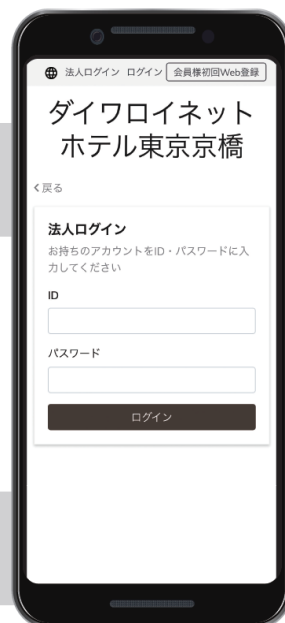 法人ログイン ログイン 会員様初回Web登録
ダイワロイネット
ホテル東京京橋
戻る
法人ログイン
お持ちのアカウントをID・パスワードに入
力してください
ID
パスワード
ログイン